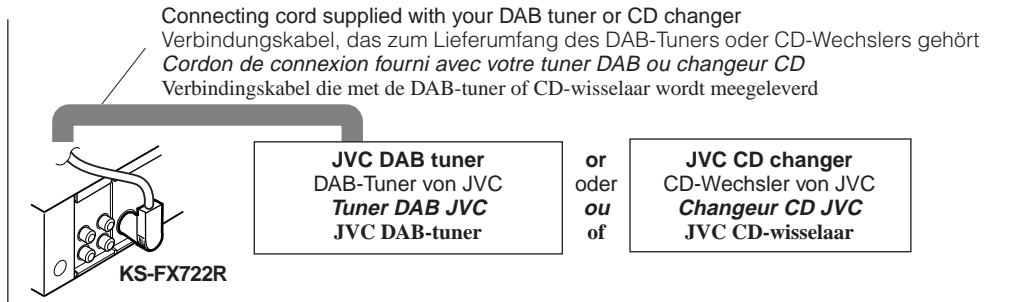 Connecting cord supplied with your DAB tuner or CD changer
Verbindungskabel, das zum Lieferumfang des DAB-Tuners oder CD-Wechslers gehört
Cordon de connexion fourni avec votre tuner DAB ou changeur CD
Verbindingskabel die met de DAB-tuner of CD-wisselaar wordt meegeleverd
JVC DAB tuner or JVC CD changer
DAB-Tuner von JVC oder CD-Wechsler von JVC
Tuner DAB JVC ou Changeur CD JVC
JVC DAB-tuner of JVC CD-wisselaar
KS-FX722R